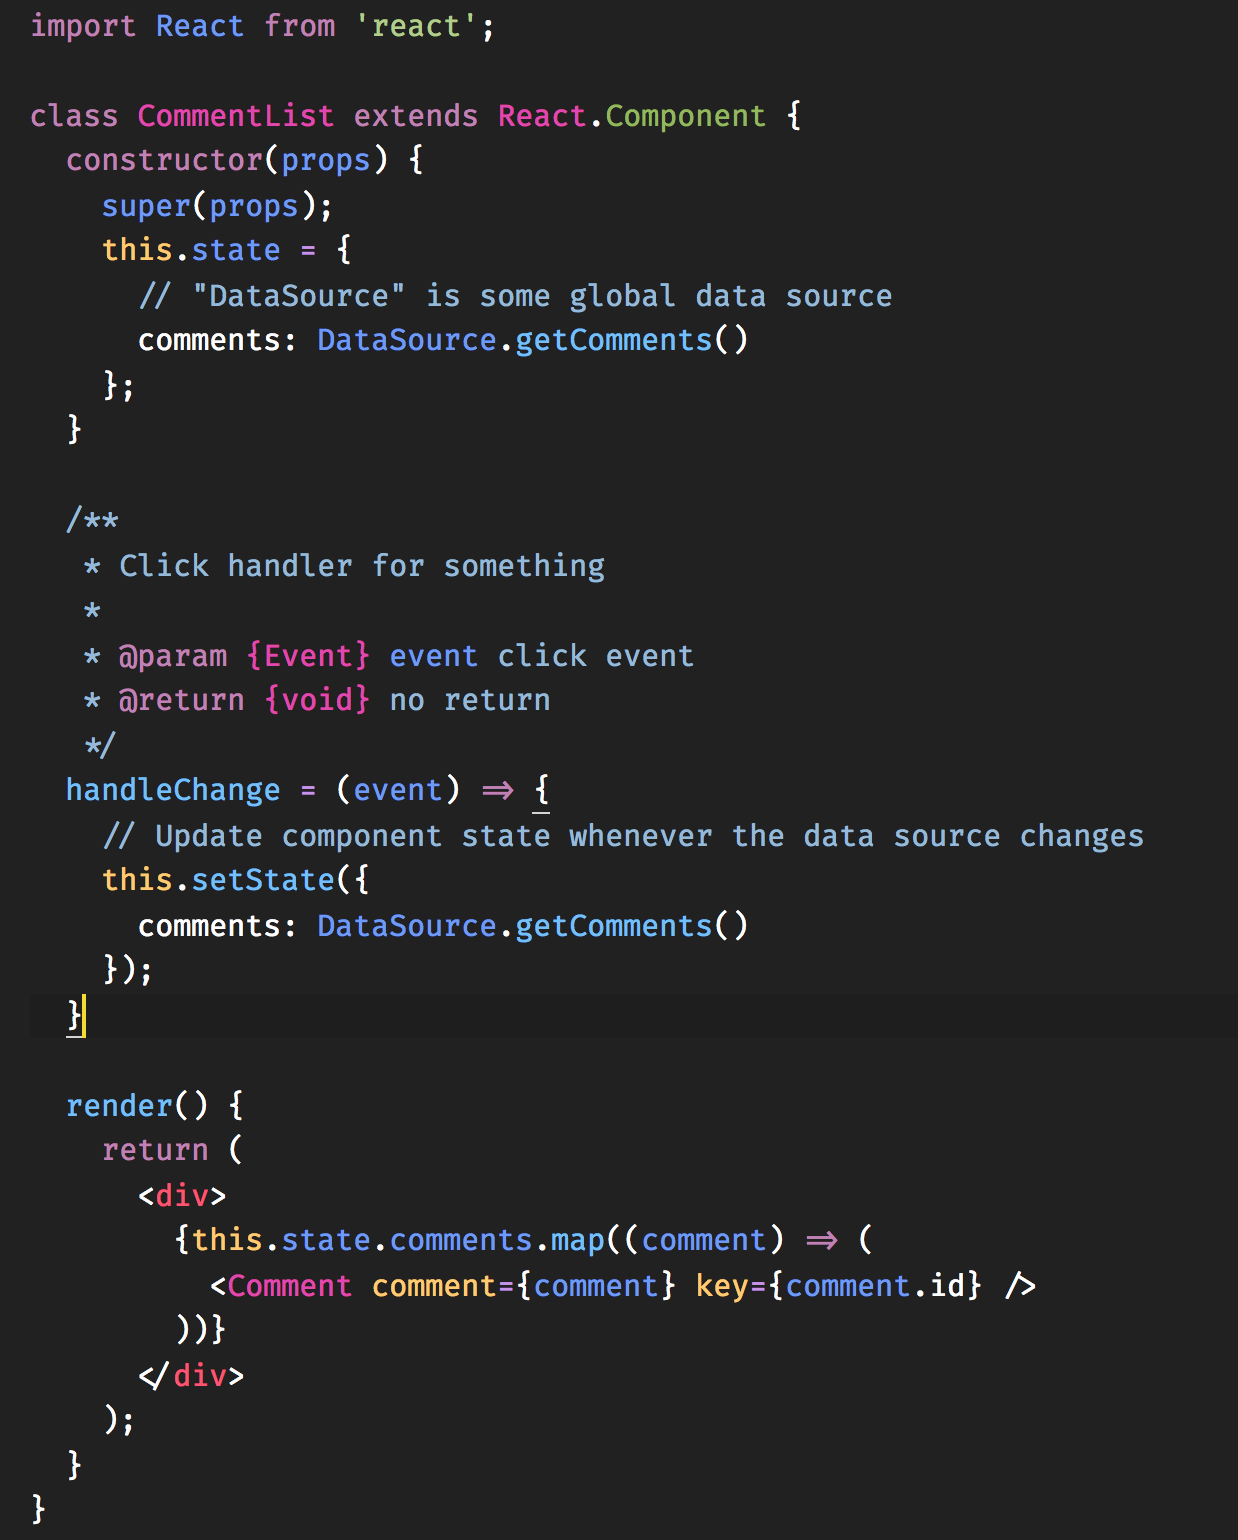 import React from 'react';
class CommentList extends React.Component {
constructor(props) {
super(props);
this.state = {
// "DataSource" is some global data source
comments: DataSource.getComments()
};
}
/**
* Click handler for something
*
* @param {Event} event click event
* @return {void} no return
*/
handleChange = (event) => {
// Update component state whenever the data source changes
this.setState({
comments: DataSource.getComments()
});
}
render() {
return (
<div>
{this.state.comments.map((comment) => (
<Comment comment={comment} key={comment.id} />
))}
</div>
);
}
}